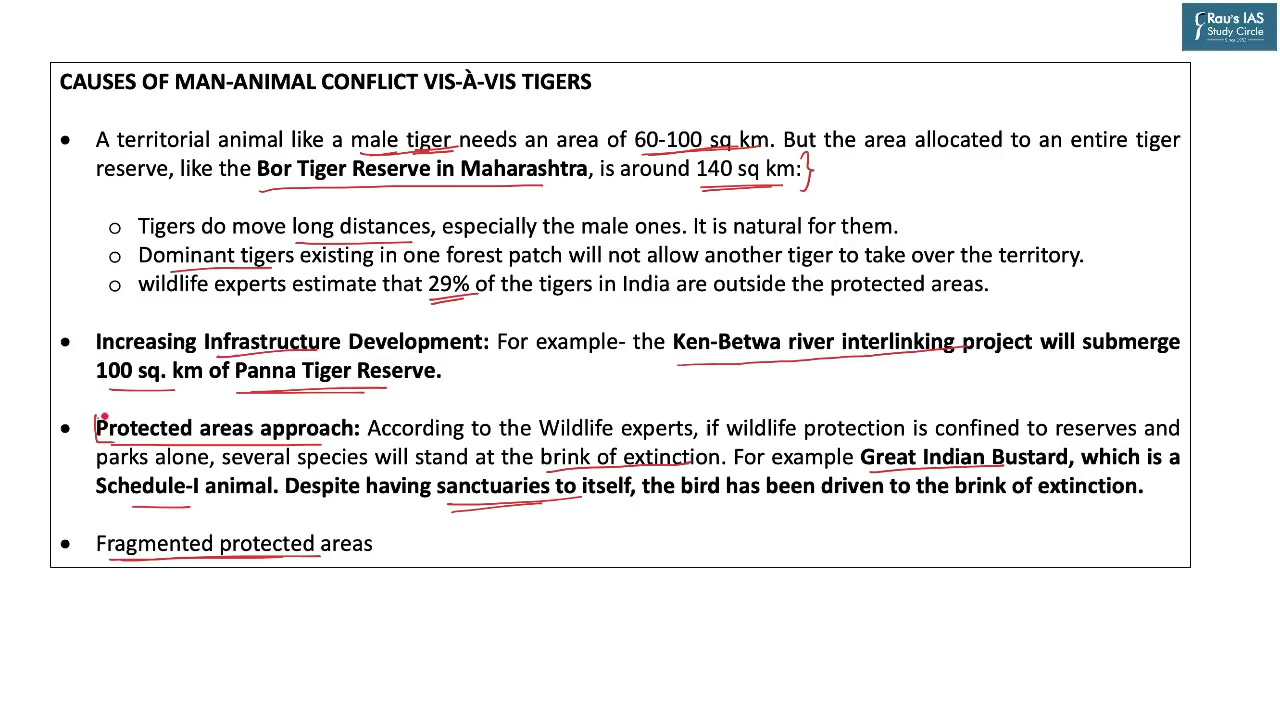 Rau's IAS
Study Circle
Since 1953
CAUSES OF MAN-ANIMAL CONFLICT VIS-À-VIS TIGERS
• A territorial animal like a male tiger needs an area of 60-100 sq km. But the area allocated to an entire tiger
reserve, like the Bor Tiger Reserve in Maharashtra, is around 140 sq km:
o Tigers do move long distances, especially the male ones. It is natural for them.
o Dominant tigers existing in one forest patch will not allow another tiger to take over the territory.
o wildlife experts estimate that 29% of the tigers in India are outside the protected areas.
• Increasing Infrastructure Development: For example- the Ken-Betwa river interlinking project will submerge
100 sq. km of Panna Tiger Reserve.
• Protected areas approach: According to the Wildlife experts, if wildlife protection is confined to reserves and
parks alone, several species will stand at the brink of extinction. For example Great Indian Bustard, which is a
Schedule-I animal. Despite having sanctuaries to itself, the bird has been driven to the brink of extinction.
• Fragmented protected areas